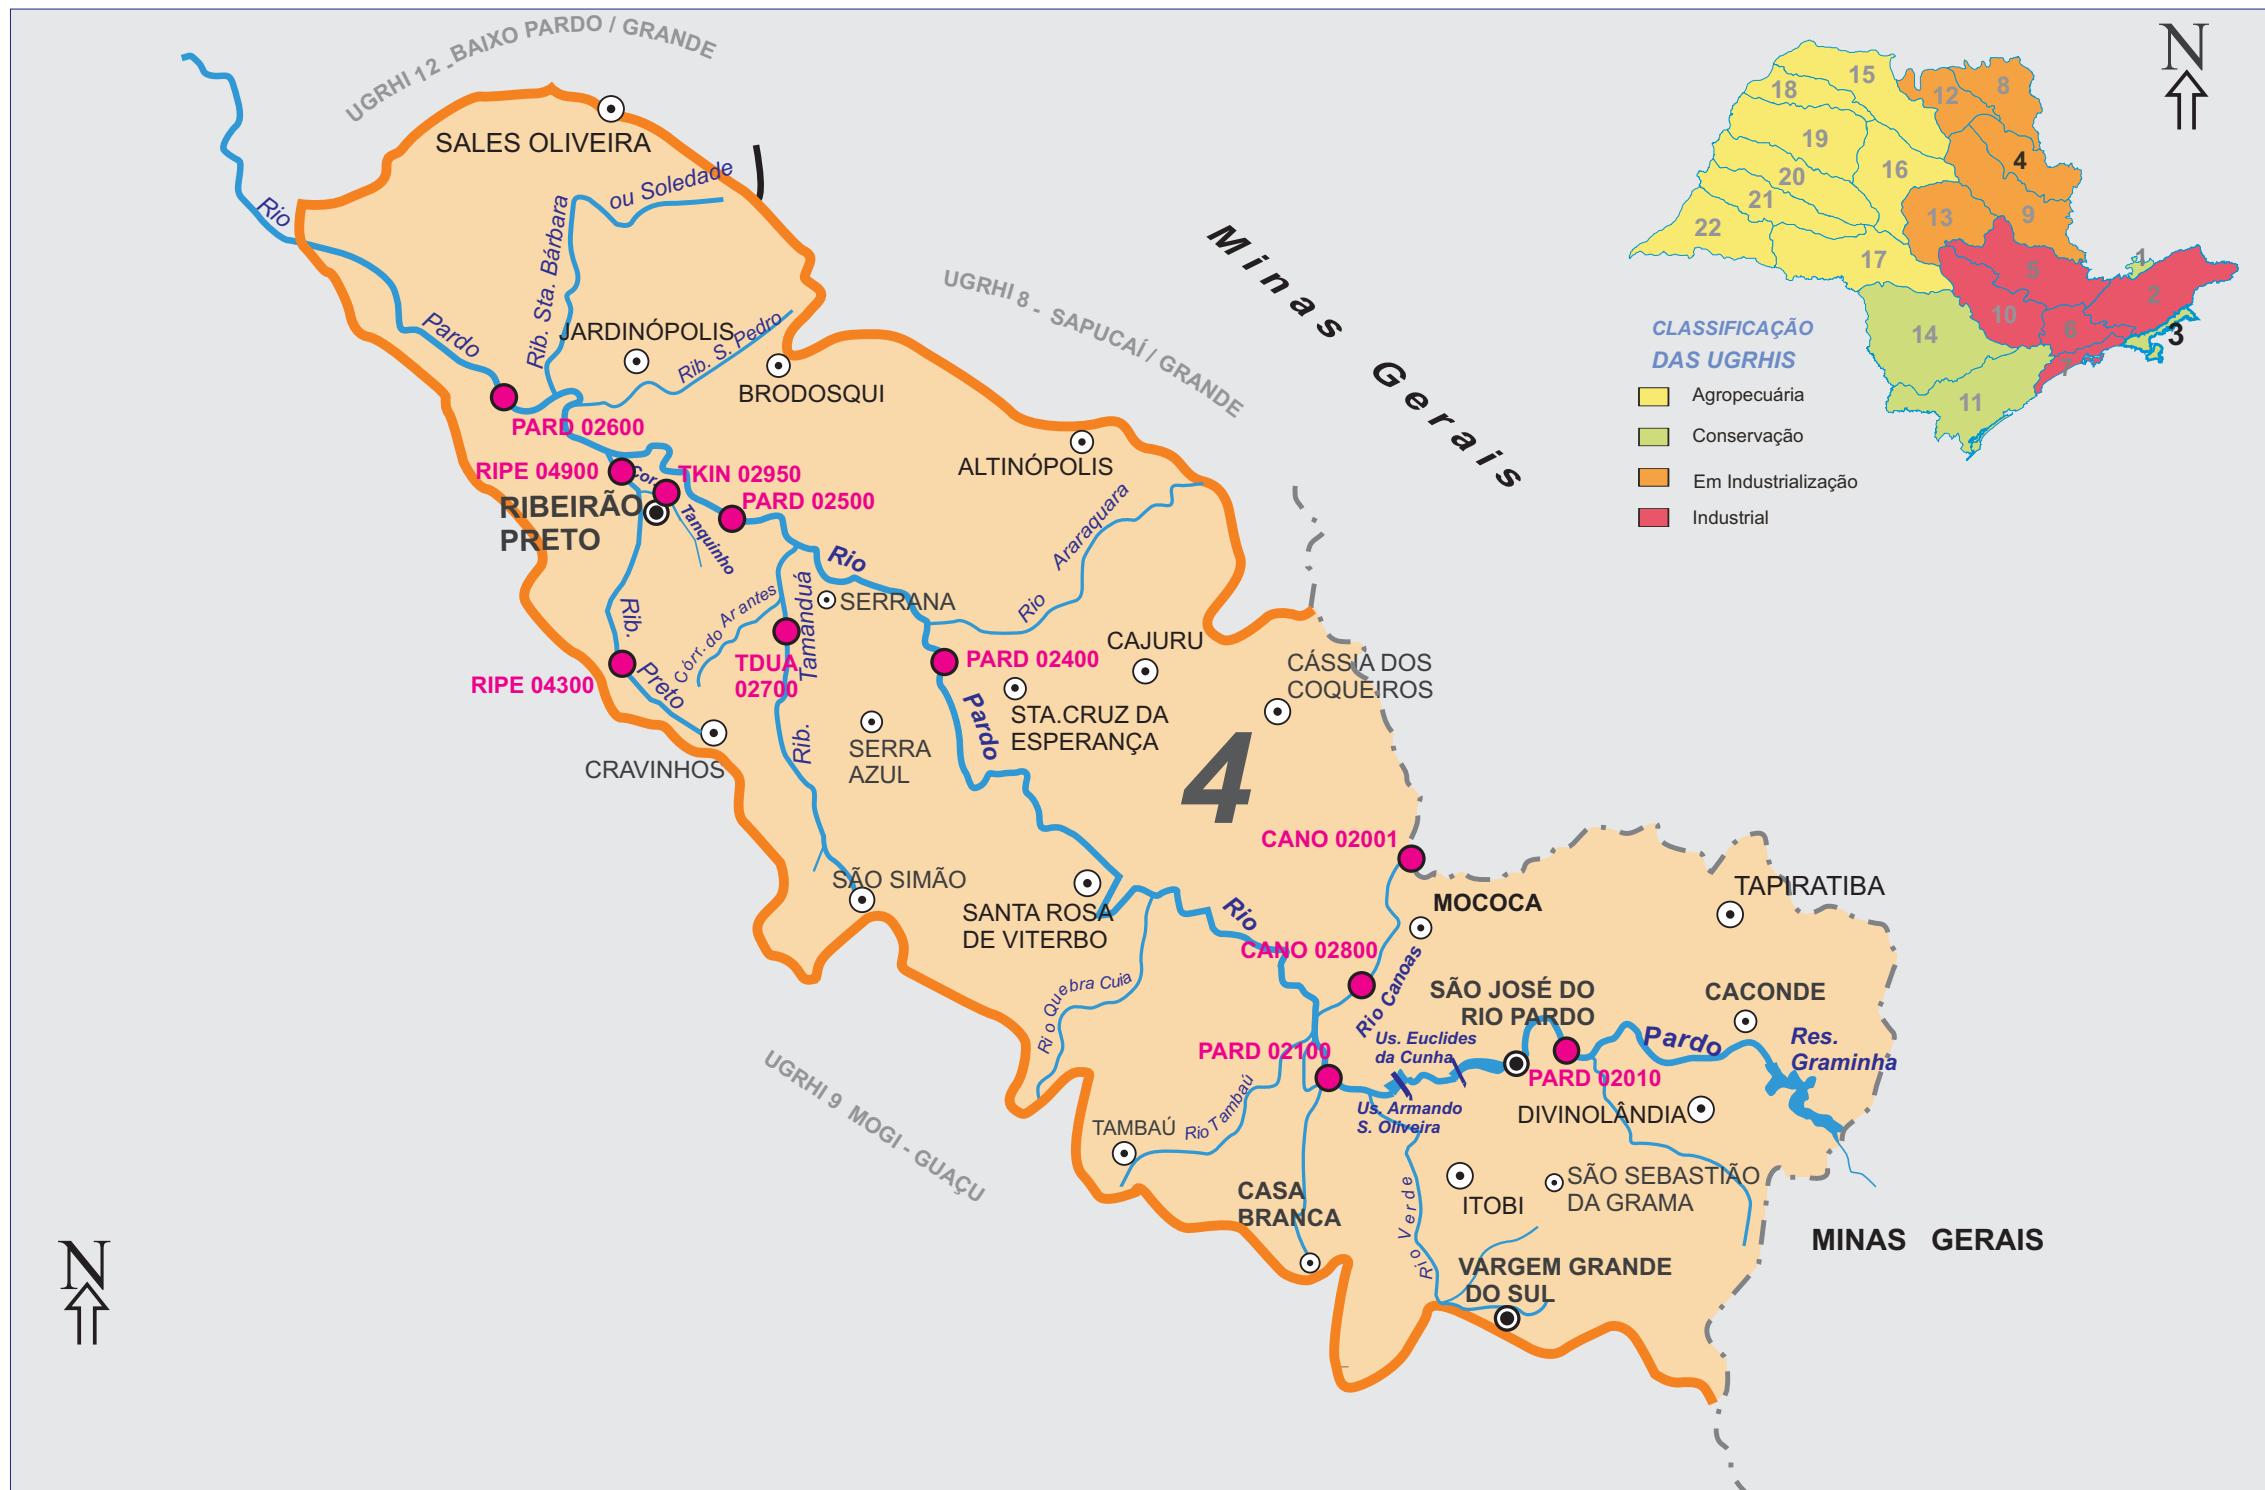 UGRHI 12 - BAIXO PARDO / GRANDE
N
15
8
18
12
19
4
16
20
21
9
13
22
17
1
5
2
10
6
3
14
7
11
CLASSIFICAÇÃO
DAS UGRHIS
Agropecuária
Conservação
Em Industrialização
Industrial
Minas Gerais
UGRHI 8 - SAPUCAÍ / GRANDE
SALES OLIVEIRA
Rio
Pardo
Rib. Sta. Bárbara
ou Soledade
JARDINÓPOLIS
Rib. S. Pedro
BRODOSQUI
PARD 02600
ALTINÓPOLIS
RIPE 04900
Cor.
Tanquinho
TKIN 02950
PARD 02500
RIBEIRÃO
PRETO
Rio
Araraquara
Rio
SERRANA
Córr. do Arantes
Tamanduá
Rib.
Rib.
Preto
TDUA
02700
RIPE 04300
PARD 02400
CAJURU
CÁSSIA DOS
COQUEIROS
STA.CRUZ DA
ESPERANÇA
Pardo
SERRA
AZUL
CRAVINHOS
4
CANO 02001
SÃO SIMÃO
SANTA ROSA
DE VITERBO
MOCOCA
TAPIRATIBA
Rio
CANO 02800
Rio Canoas
Rio Quebra Cuia
SÃO JOSÉ DO
RIO PARDO
CACONDE
Pardo
Res.
Graminha
Us. Euclides
da Cunha
PARD 02100
PARD 02010
Us. Armando
S. Oliveira
DIVINOLÂNDIA
UGRHI 9 MOGI - GUAÇU
TAMBAÚ
Rio Tambaú
CASA
BRANCA
Rio Verde
ITOBI
SÃO SEBASTIÃO
DA GRAMA
MINAS GERAIS
VARGEM GRANDE
DO SUL
N